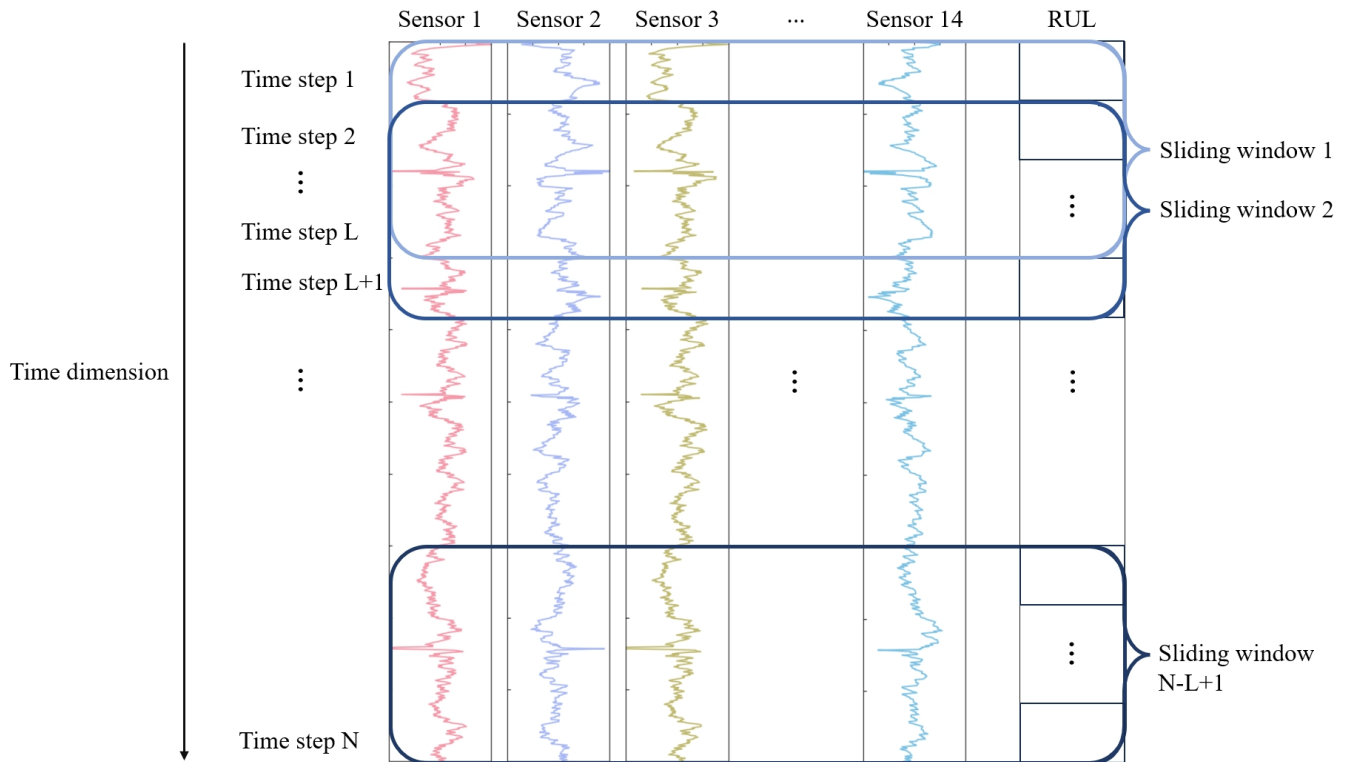 Sensor 1 Sensor 2 Sensor 3 ... Sensor 14 RUL
Time step 1
Time step 2
⋮
Time step L
Time step L+1
Sliding window 1
⋮
Sliding window 2
Time dimension
⋮ ⋮ ⋮
⋮
Sliding window
N-L+1
Time step N